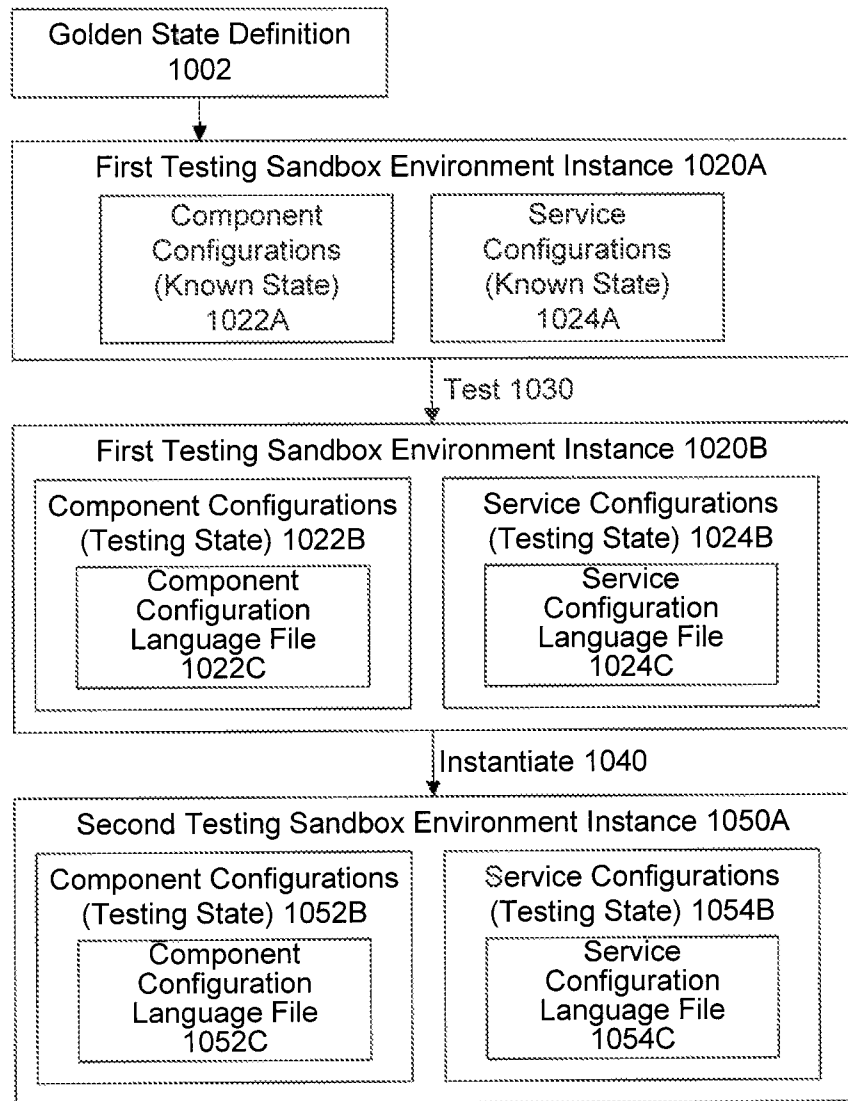 Golden State Definition
1002
First Testing Sandbox Environment Instance 1020A
Component
Configurations
(Known State)
1022A
Service
Configurations
(Known State)
1024A
Test 1030
First Testing Sandbox Environment Instance 1020B
Component Configurations
(Testing State) 1022B
Component
Configuration
Language File
1022C
Service Configurations
(Testing State) 1024B
Service
Configuration
Language File
1024C
Instantiate 1040
Second Testing Sandbox Environment Instance 1050A
Component Configurations
(Testing State) 1052B
Component
Configuration
Language File
1052C
Service Configurations
(Testing State) 1054B
Service
Configuration
Language File
1054C